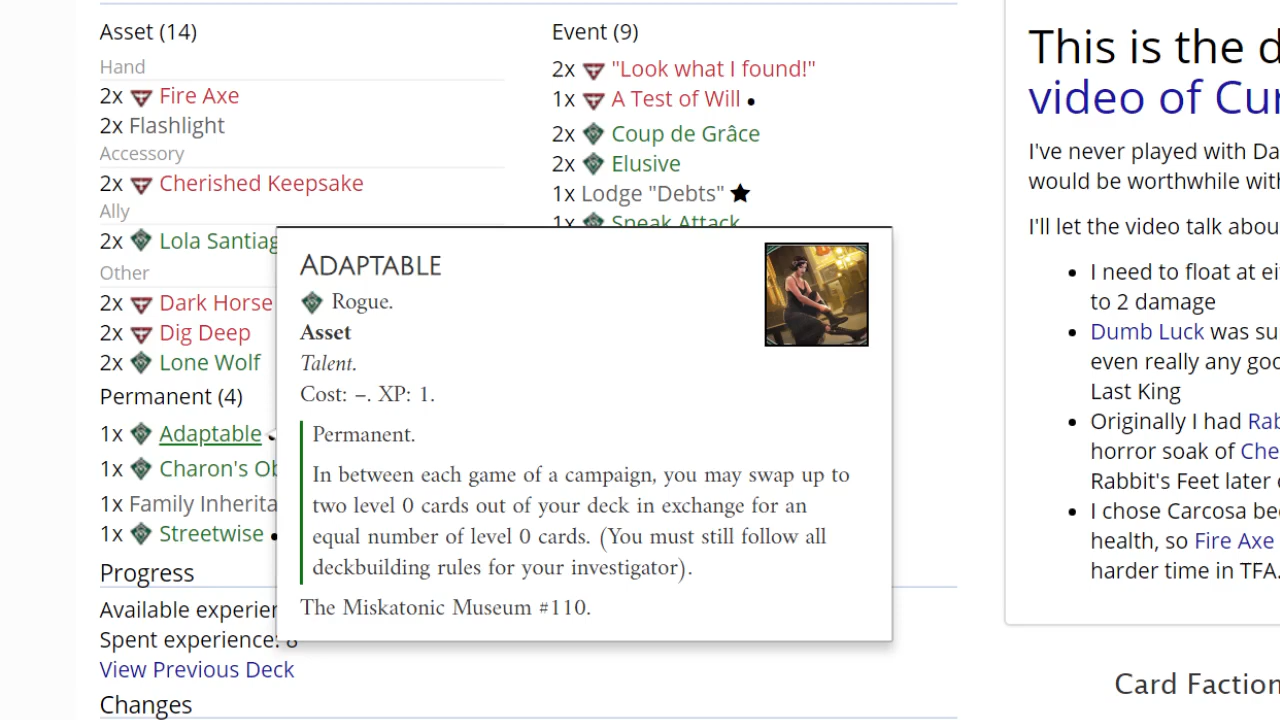 Asset (14)
Hand
2x Fire Axe
2x Flashlight
Accessory
2x Cherished Keepsake
Ally
2x Lola Santiag
Other
2x Dark Horse
2x Dig Deep
2x Lone Wolf
Permanent (4)
1x Adaptable
1x Charon's Ob
1x Family Inherita
1x Streetwise
Progress
Available experien
Spent experience: 8
View Previous Deck
Changes
Event (9)
2x "Look what I found!"
1x A Test of Will
2x Coup de Grâce
2x Elusive
1x Lodge "Debts"
1x Sneak Attack
ADAPTABLE
Rogue.
Asset
Talent.
Cost: –. XP: 1.
Permanent.
In between each game of a campaign, you may swap up to
two level 0 cards out of your deck in exchange for an
equal number of level 0 cards. (You must still follow all
deckbuilding rules for your investigator).
The Miskatonic Museum #110.
This is the d
video of Cur
I've never played with Da
would be worthwhile with
I'll let the video talk abou
I need to float at ei
to 2 damage
Dumb Luck was su
even really any goo
Last King
Originally I had Rab
horror soak of Che
Rabbit's Feet later o
I chose Carcosa bec
health, so Fire Axe
harder time in TFA.
Card Faction